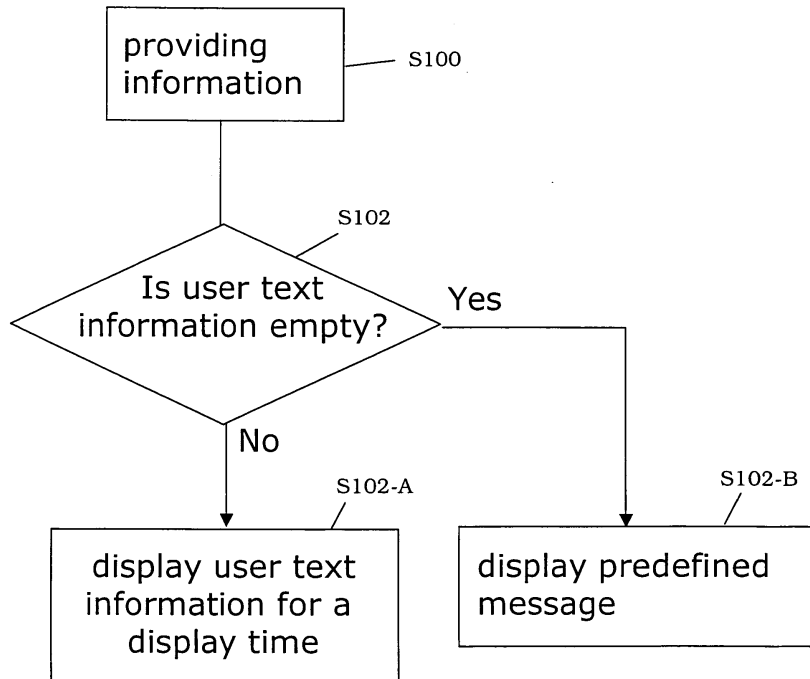 providing
information
S100
S102
Is user text
information empty?
Yes
No
S102-A
S102-B
display user text
information for a
display time
display predefined
message